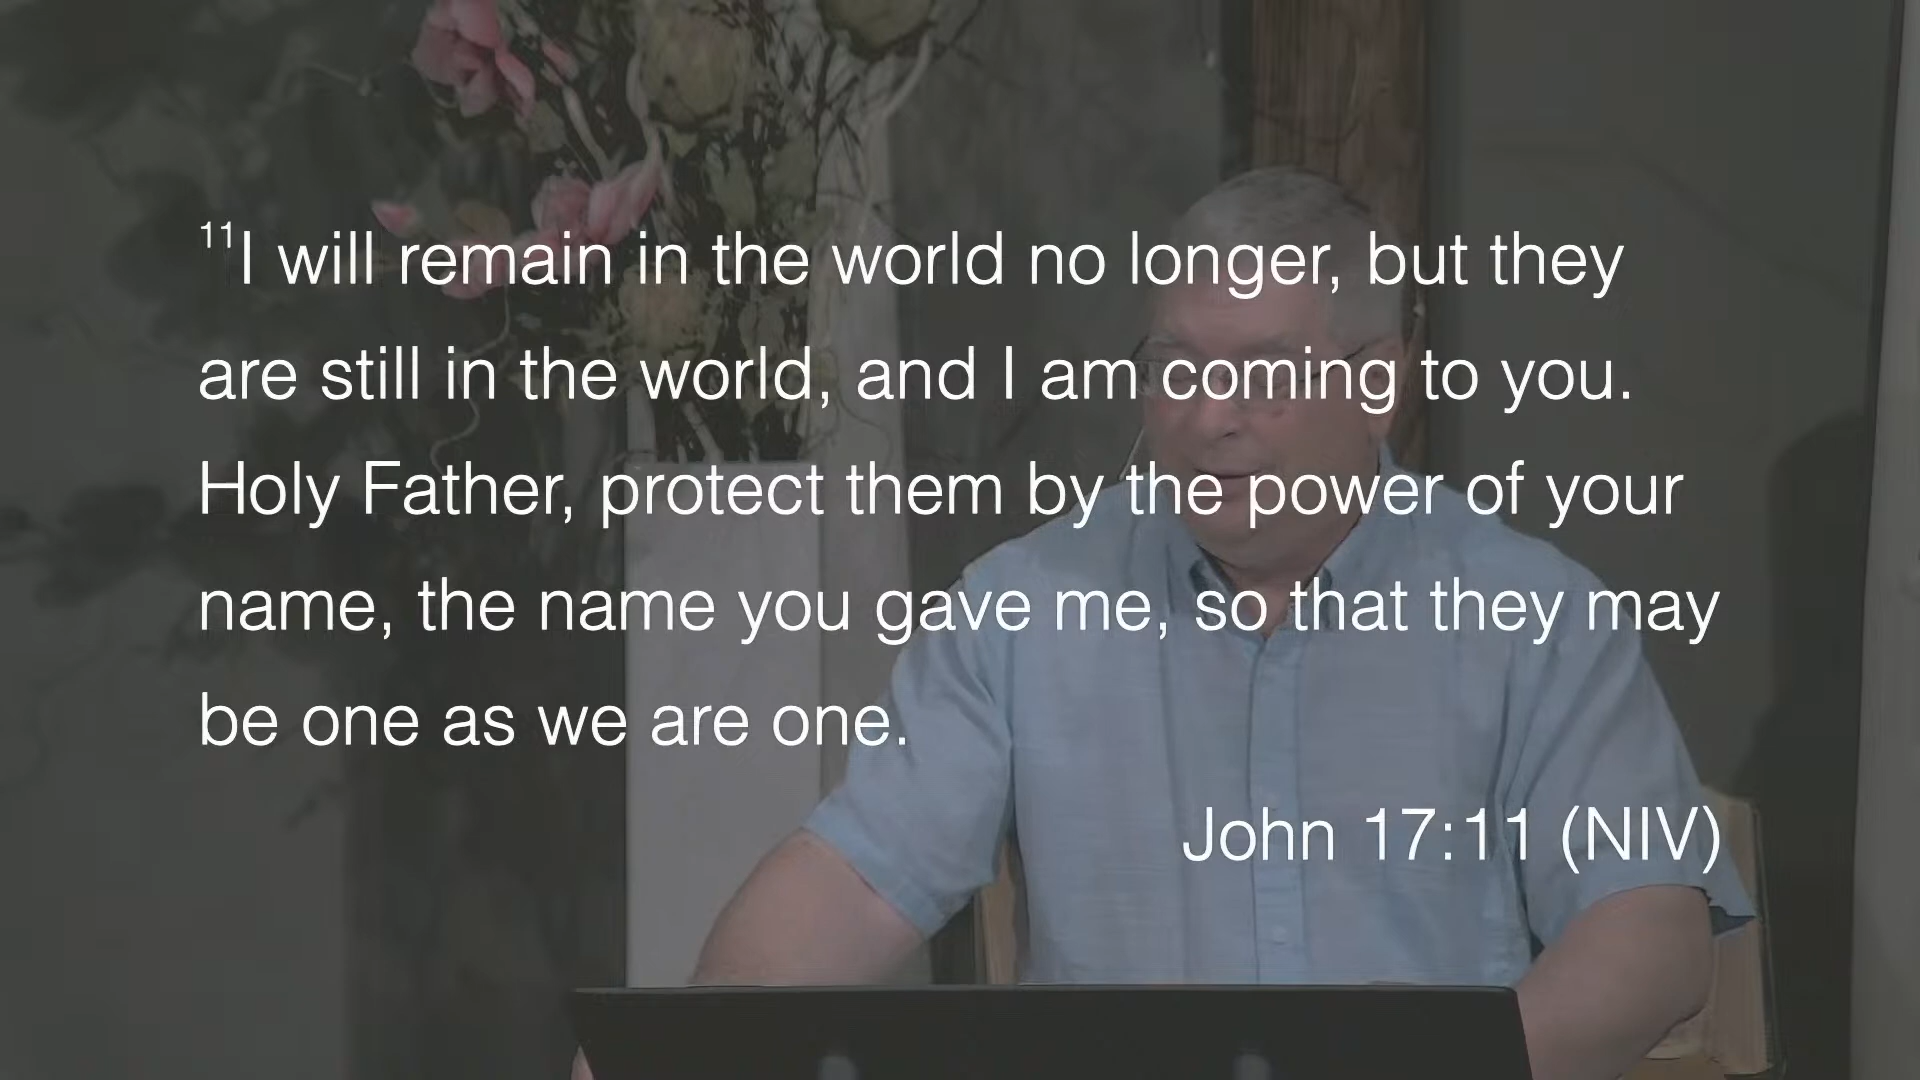 ¹¹I will remain in the world no longer, but they
are still in the world, and I am coming to you.
Holy Father, protect them by the power of your
name, the name you gave me, so that they may
be one as we are one.
John 17:11 (NIV)